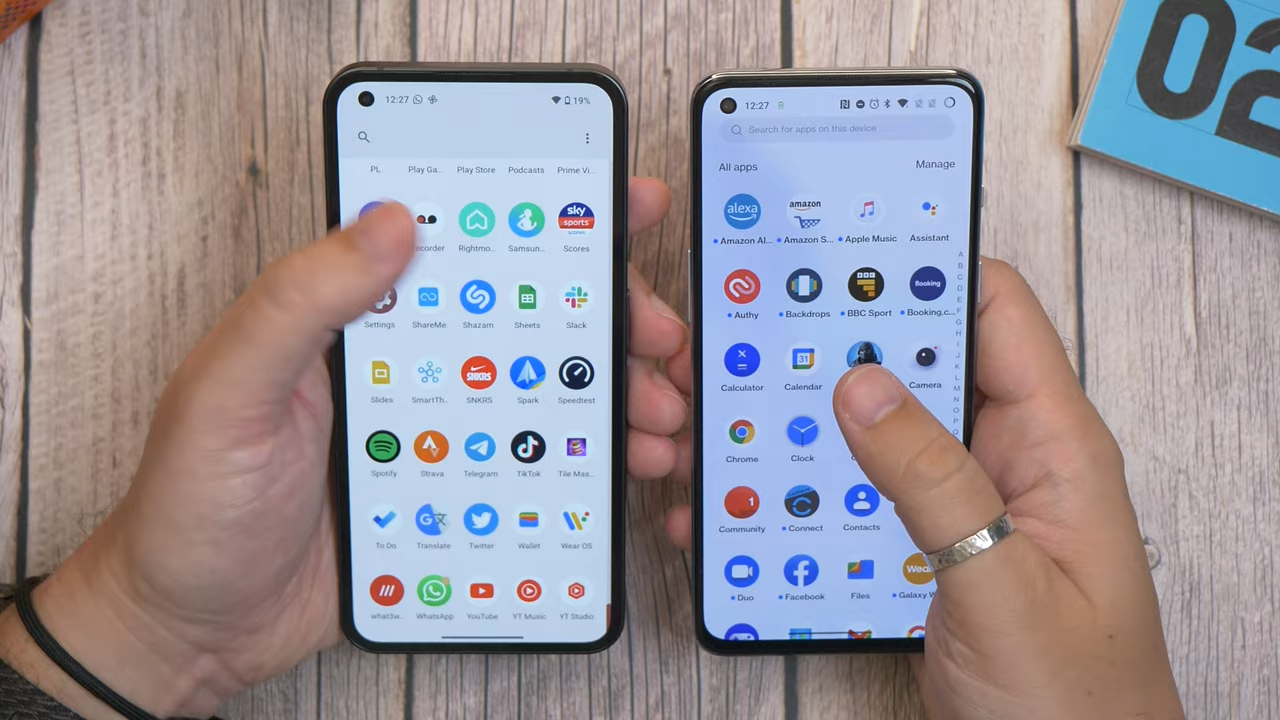 12:27
19%
PL Play Ga... Play Store Podcasts Prime Vi...
sky
sports
scores
ecorder Rightmo... Samsun... Scores
Settings ShareMe Shazam Sheets Slack
SNKRS
Slides SmartTh... SNKRS Spark Speedtest
Spotify Strava Telegram TikTok Tile Mas...
G
To Do Translate Twitter Wallet Wear OS
what3w... WhatsApp YouTube YT Music YT Studio
12:27
Search for apps on this device
All apps Manage
alexa amazon
Amazon Al... Amazon S... Apple Music Assistant
BBC Booking
Authy Backdrops BBC Sport Booking.c...
31
Calculator Calendar Camera
Chrome Clock
1
Community Connect Contacts
Wea
Duo Facebook Files Galaxy W
A
B
C
D
E
F
G
H
I
J
K
L
M
N
O
P
Q
02